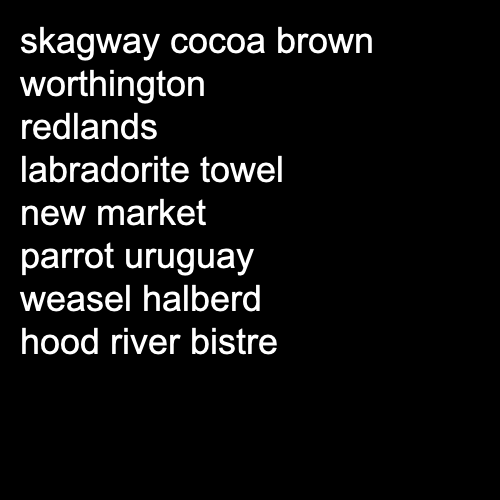 skagway cocoa brown
worthington
redlands
labradorite towel
new market
parrot uruguay
weasel halberd
hood river bistre